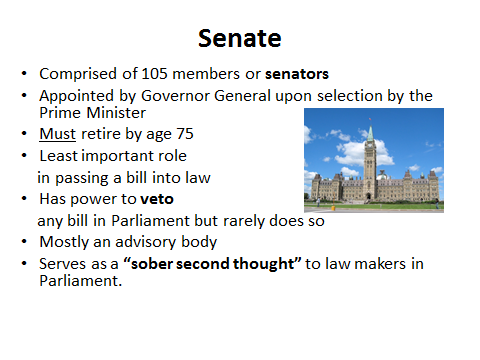 Senate
• Comprised of 105 members or senators
• Appointed by Governor General upon selection by the
Prime Minister
• Must retire by age 75
• Least important role
in passing a bill into law
• Has power to veto
any bill in Parliament but rarely does so
• Mostly an advisory body
• Serves as a “sober second thought” to law makers in
Parliament.